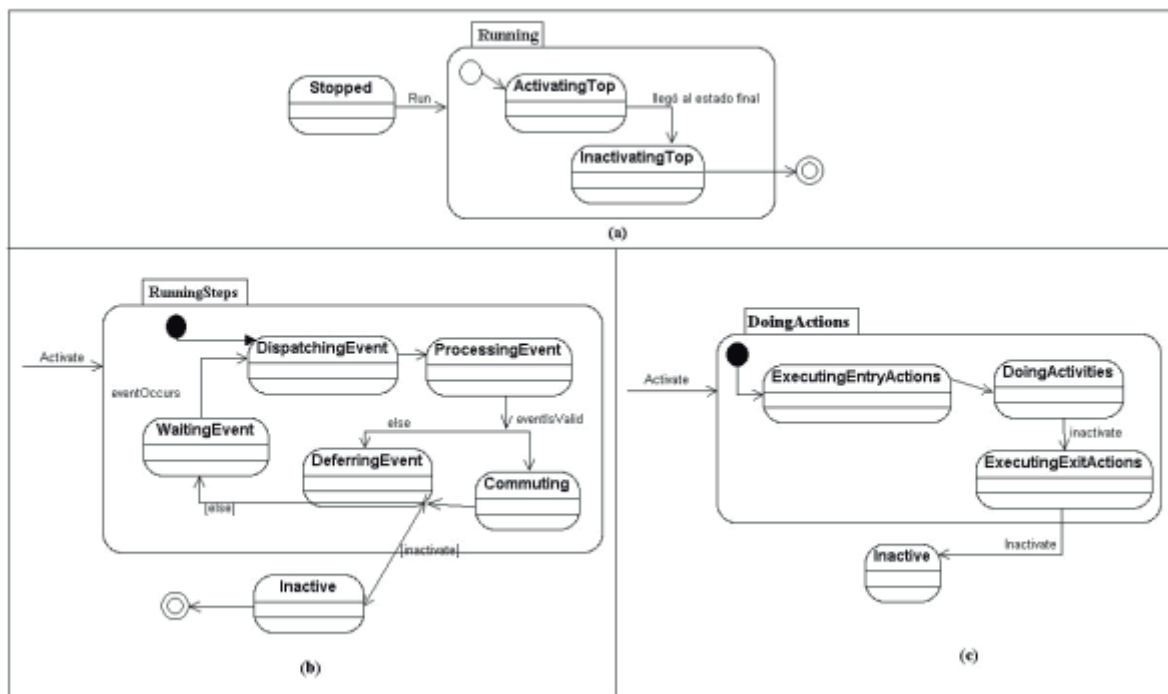 Running
Stopped
Run
ActivatingTop
llegó al estado final
InactivatingTop
(a)
RunningSteps
Activate
DispatchingEvent
ProcessingEvent
eventOccurs
WaitingEvent
else
eventIsValid
DeferringEvent
Commuting
[else]
[inactivate]
Inactive
(b)
DoingActions
Activate
ExecutingEntryActions
DoingActivities
inactivate
ExecutingExitActions
Inactivate
Inactive
(c)